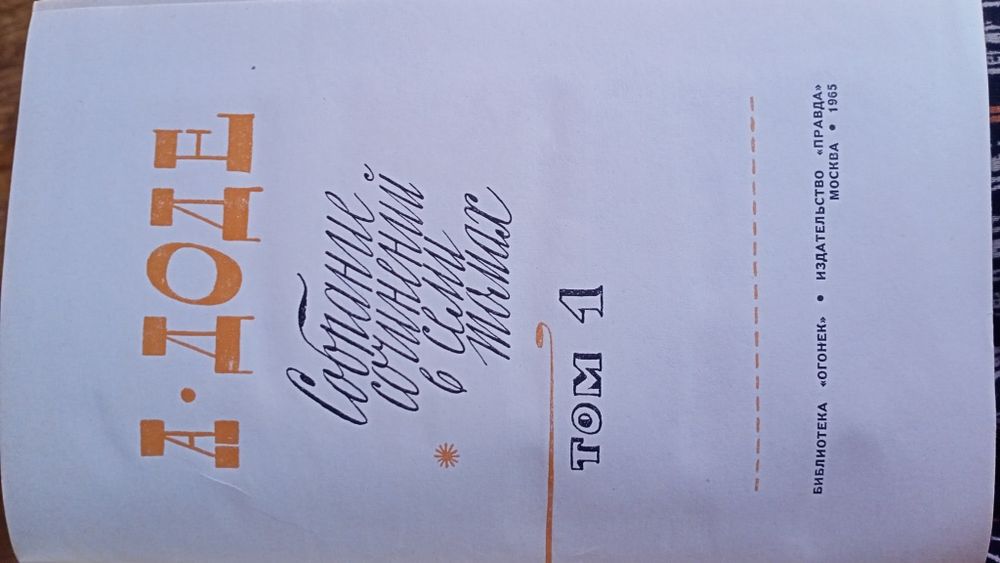 А·ДОДЕ
Собрание
сочинений
в семи
томах
ТОМ 1
БИБЛИОТЕКА «ОГОНЕК» • ИЗДАТЕЛЬСТВО «ПРАВДА»
МОСКВА • 1965